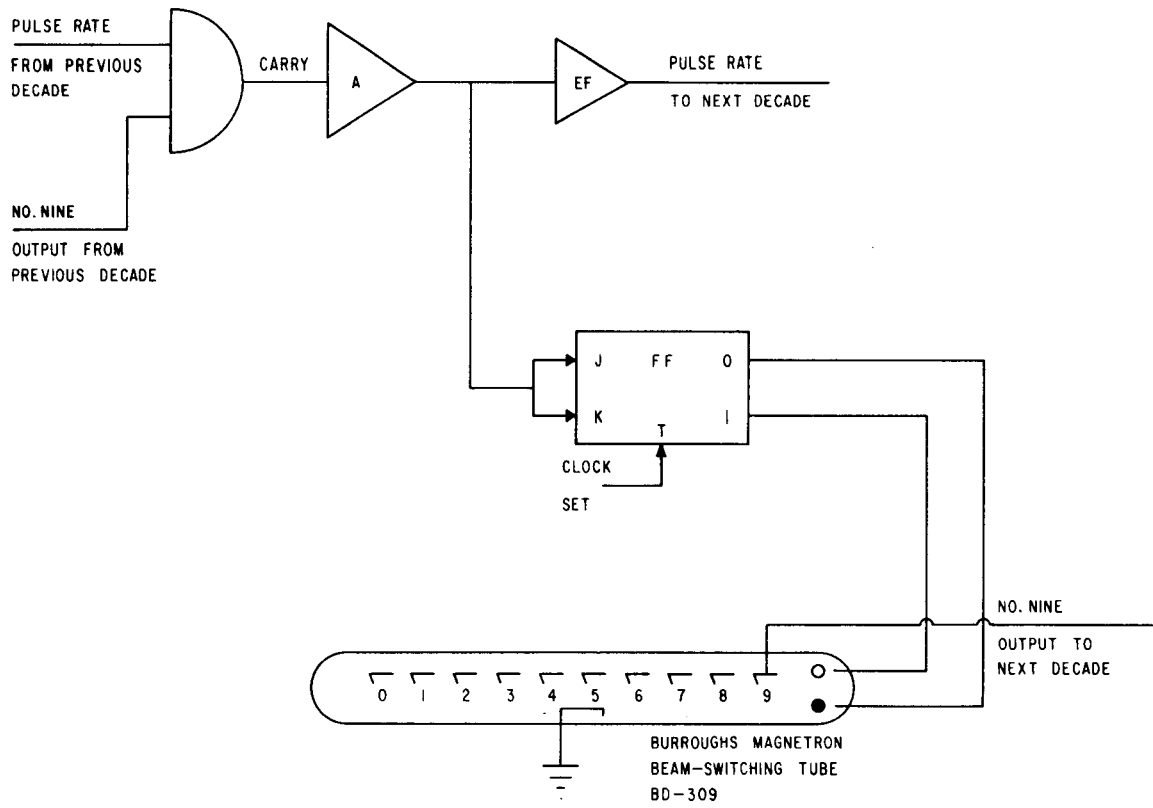 PULSE RATE
FROM PREVIOUS
DECADE
CARRY
A
EF
PULSE RATE
TO NEXT DECADE
NO. NINE
OUTPUT FROM
PREVIOUS DECADE
J FF 0
K T 1
CLOCK
SET
NO. NINE
OUTPUT TO
NEXT DECADE
0 1 2 3 4 5 6 7 8 9
BURROUGHS MAGNETRON
BEAM-SWITCHING TUBE
BD-309